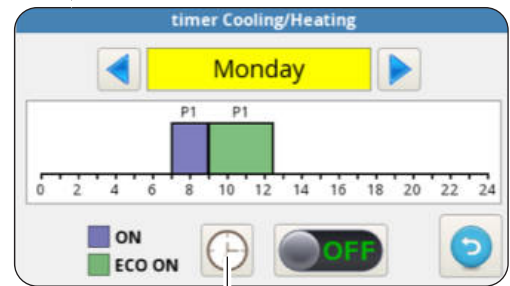 timer Cooling/Heating
Monday
P1 P1
0 2 4 6 8 10 12 14 16 18 20 22 24
ON
ECO ON
OFF